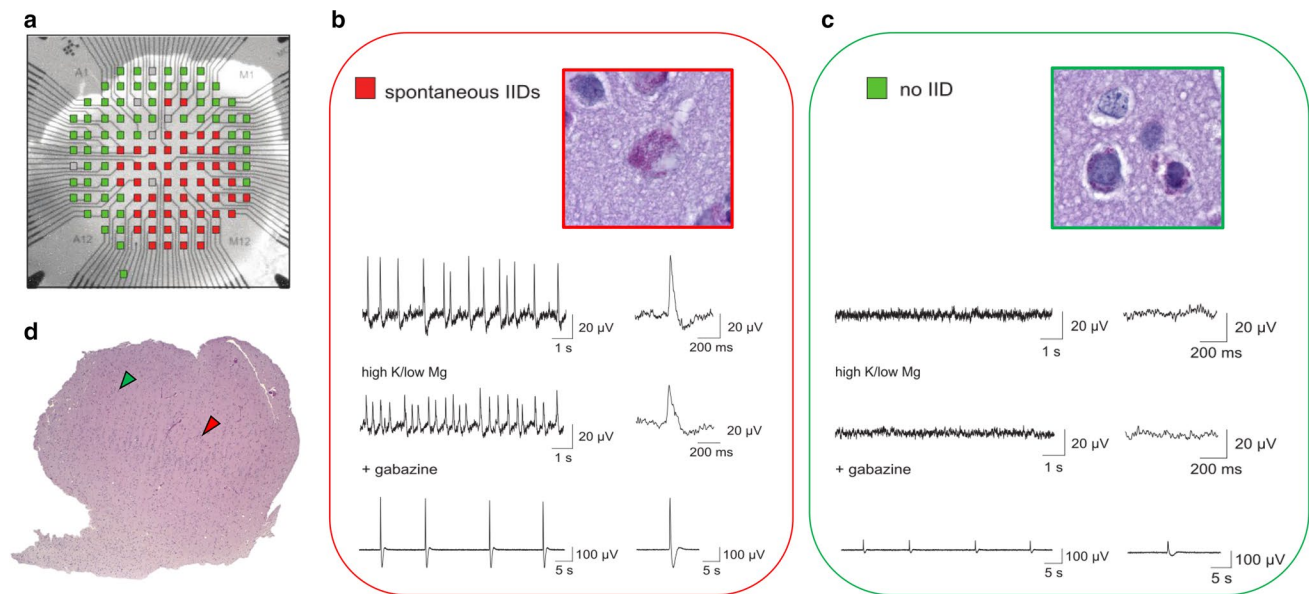 a
A1
M1
A12
M12
b
spontaneous IIDs
20 µV
1 s
20 µV
200 ms
high K/low Mg
20 µV
1 s
20 µV
200 ms
+ gabazine
100 µV
5 s
100 µV
5 s
c
no IID
20 µV
1 s
20 µV
200 ms
high K/low Mg
20 µV
1 s
20 µV
200 ms
+ gabazine
100 µV
5 s
100 µV
5 s
d